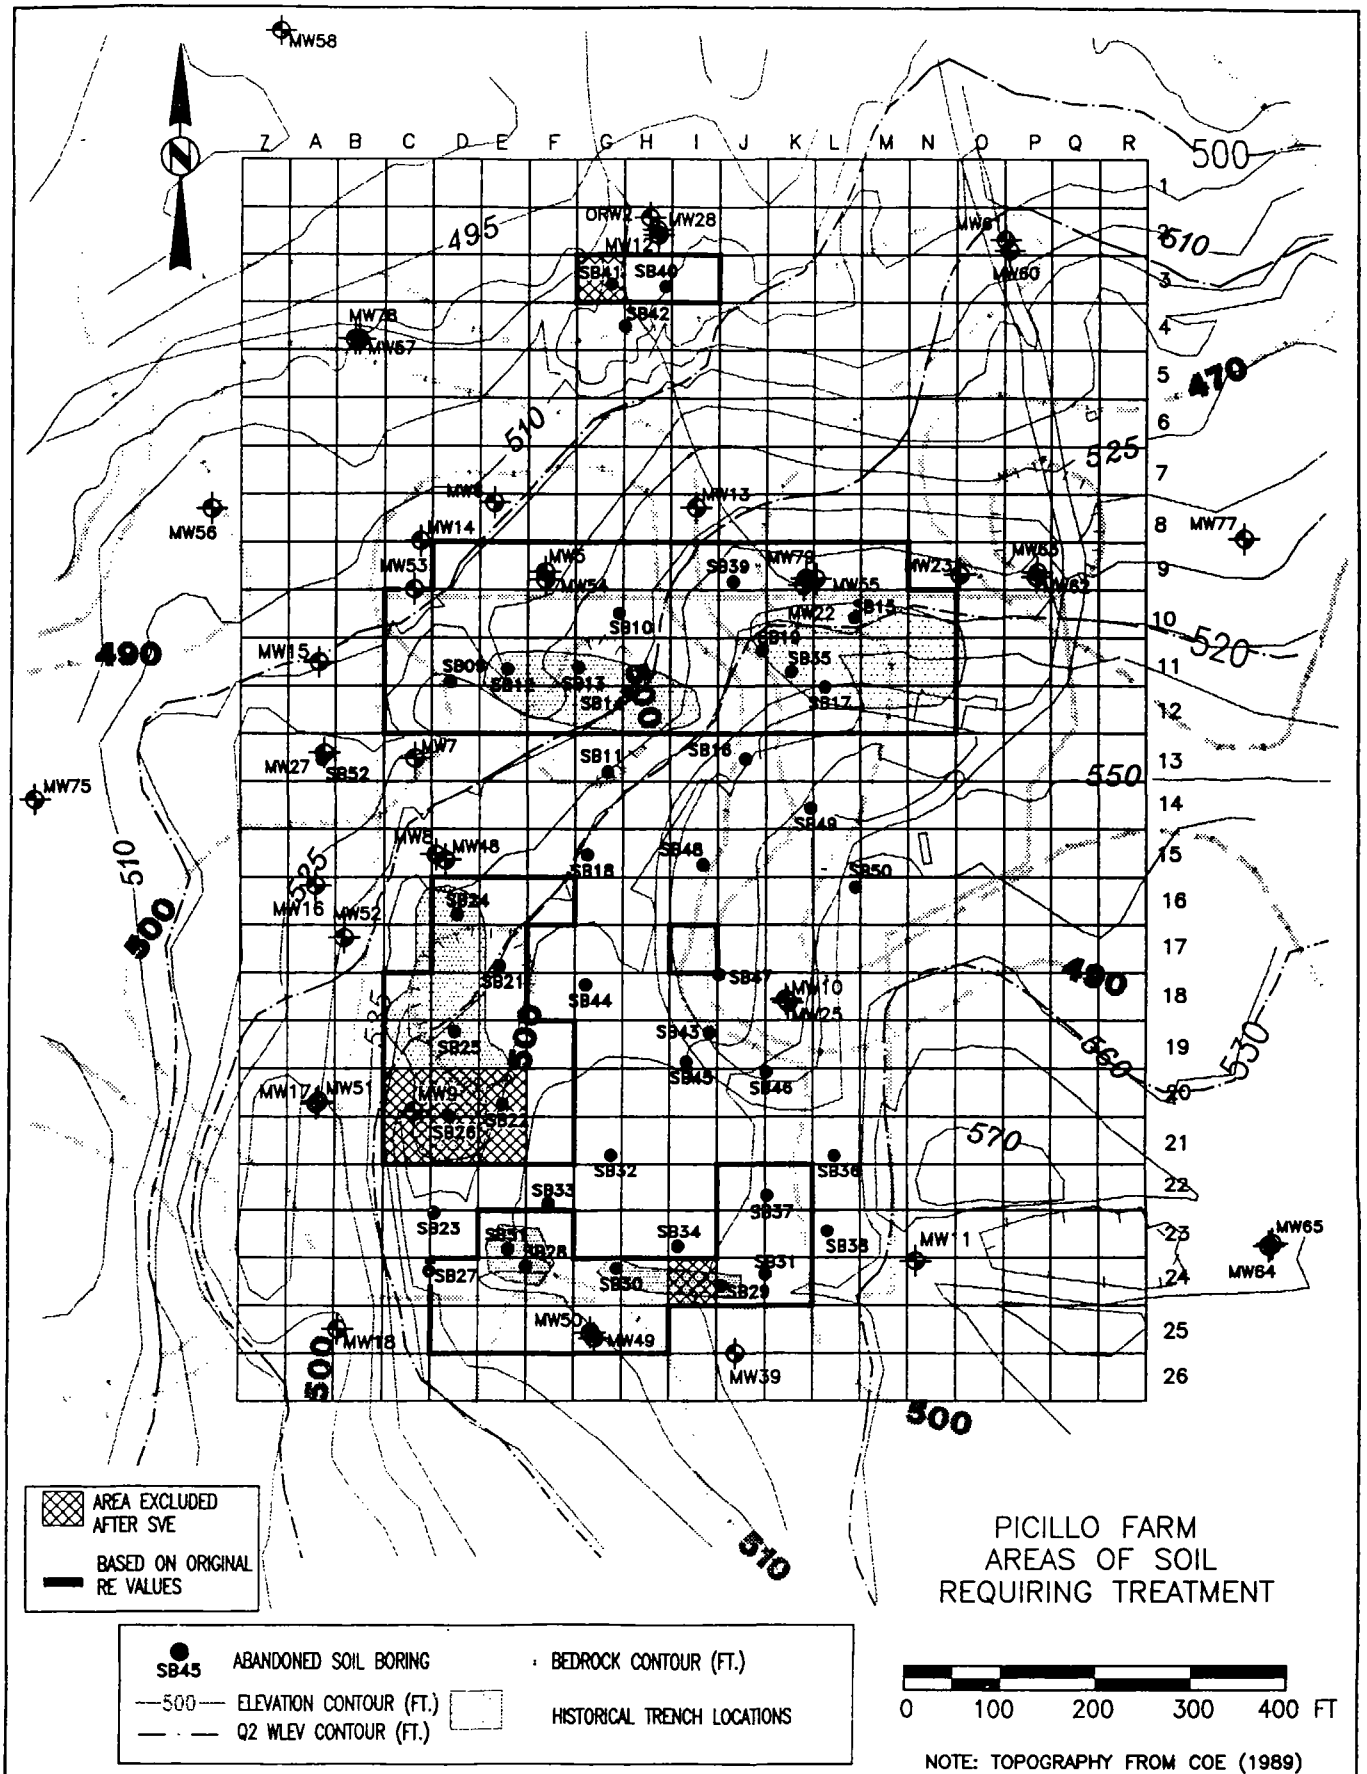 MW58
Z A B C D E F G H I J K L M N O P Q R
500
1
ORW2
MW28
495
MW12
2
510
MW60
SB41
SB40
3
MW78
SB42
4
MW67
5
470
510
6
525
7
MW13
MW56
MW14
8
MW77
MW53
MW5
SB39
MW79
MW23
MW63
9
MW54
MW55
MW62
MW22
SB15
SB10
10
520
490
MW15
SB09
SB19
SB35
11
SB12
SB13
SB14
SB17
12
MW7
SB11
SB16
13
MW27
SB52
550
MW75
14
SB49
MW8
MW48
15
510
525
SB18
SB48
SB50
MW16
SB24
16
500
MW52
17
SB21
SB47
490
SB44
MW10
18
MW25
525
500
SB43
19
SB25
560
530
SB45
SB46
MW17
MW51
MW9
20
SB22
SB26
21
570
SB32
SB36
22
SB33
SB37
SB23
SB51
SB34
SB38
23
MW11
MW65
SB28
SB27
SB30
SB31
24
MW64
SB29
MW50
25
MW18
MW49
500
MW39
26
500
510
AREA EXCLUDED
AFTER SVE
BASED ON ORIGINAL
RE VALUES
PICILLO FARM
AREAS OF SOIL
REQUIRING TREATMENT
SB45
ABANDONED SOIL BORING
BEDROCK CONTOUR (FT.)
500
ELEVATION CONTOUR (FT.)
HISTORICAL TRENCH LOCATIONS
Q2 WLEV CONTOUR (FT.)
0 100 200 300 400 FT
NOTE: TOPOGRAPHY FROM COE (1989)